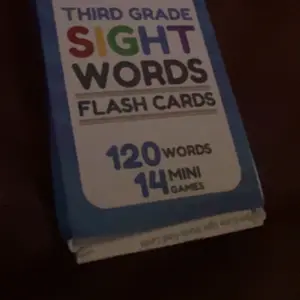 THIRD GRADE
SIGHT
WORDS
FLASH CARDS
120 WORDS
14 MINI
GAMES